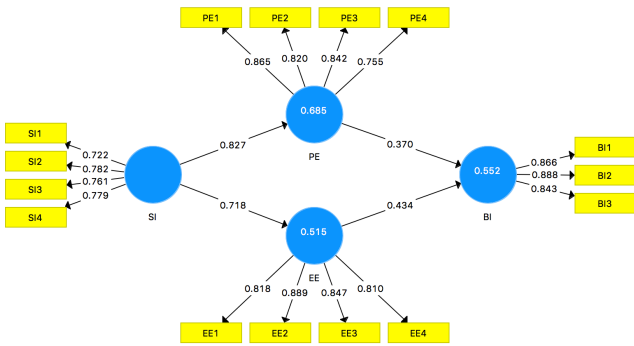 PE1 PE2 PE3 PE4
0.865 0.820 0.842 0.755
0.685
PE
0.827 0.370
SI1
SI2
SI3
SI4
0.722
0.782
0.761
0.779
SI
0.552
BI
0.866
0.888
0.843
BI1
BI2
BI3
0.718 0.434
0.515
EE
0.818 0.889 0.847 0.810
EE1 EE2 EE3 EE4